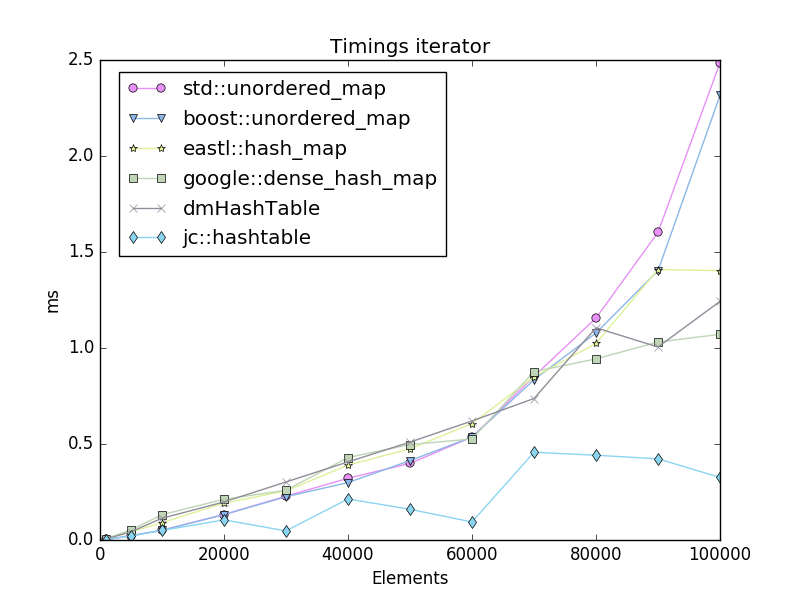 Timings iterator
2.5
2.0
1.5
1.0
0.5
0.0
ms
std::unordered_map
boost::unordered_map
eastl::hash_map
google::dense_hash_map
dmHashTable
jc::hashtable
0 20000 40000 60000 80000 100000
Elements